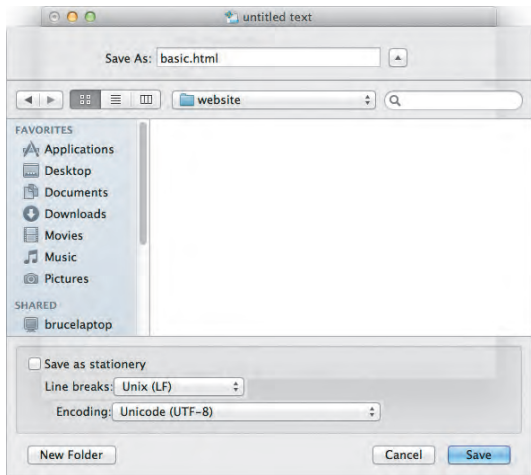 untitled text
Save As: basic.html
website
FAVORITES
Applications
Desktop
Documents
Downloads
Movies
Music
Pictures
SHARED
brucelaptop
Save as stationery
Line breaks: Unix (LF)
Encoding: Unicode (UTF-8)
New Folder Cancel Save